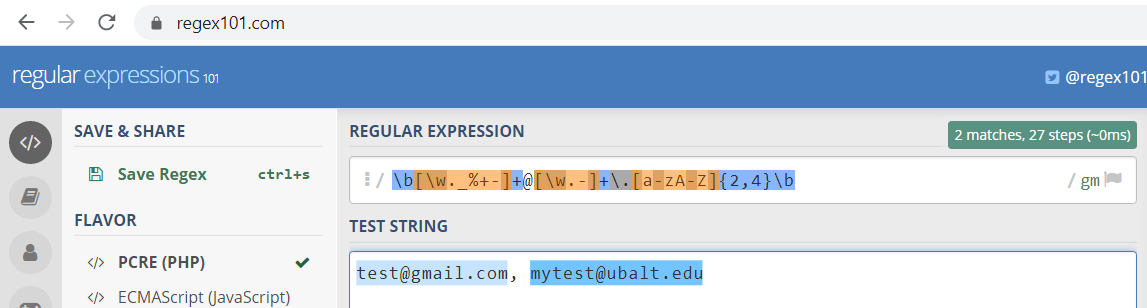 regex101.com
regular expressions 101
@regex101
SAVE & SHARE
Save Regex ctrl+s
FLAVOR
PCRE (PHP)
ECMAScript (JavaScript)
REGULAR EXPRESSION
2 matches, 27 steps (~0ms)
/ \b[\w._%+-]+@[\w.-]+\.[a-zA-Z]{2,4}\b / gm
TEST STRING
test@gmail.com, mytest@ubalt.edu